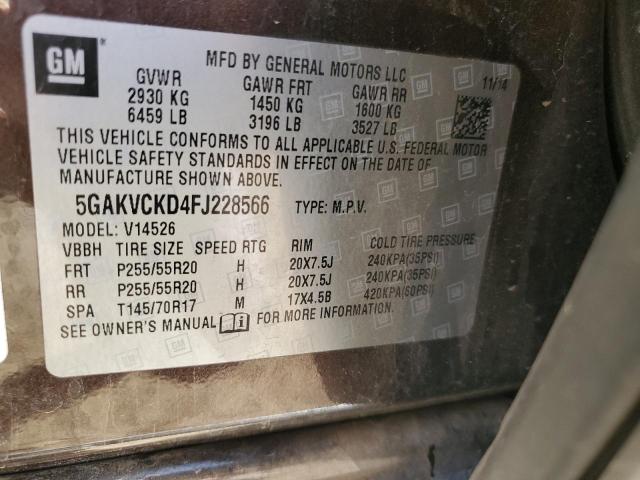 GM
MFD BY GENERAL MOTORS LLC
GVWR GAWR FRT GAWR RR 11/14
2930 KG 1450 KG 1600 KG
6459 LB 3196 LB 3527 LB
THIS VEHICLE CONFORMS TO ALL APPLICABLE U.S. FEDERAL MOTOR
VEHICLE SAFETY STANDARDS IN EFFECT ON THE DATE OF
MANUFACTURE SHOWN ABOVE.
5GAKVCKD4FJ228566 TYPE: M.P.V.
MODEL: V14526
VBBH TIRE SIZE SPEED RTG RIM COLD TIRE PRESSURE
FRT P255/55R20 H 20X7.5J 240KPA(35PSI)
RR P255/55R20 H 20X7.5J 240KPA(35PSI)
SPA T145/70R17 M 17X4.5B 420KPA(60PSI)
SEE OWNER'S MANUAL FOR MORE INFORMATION.